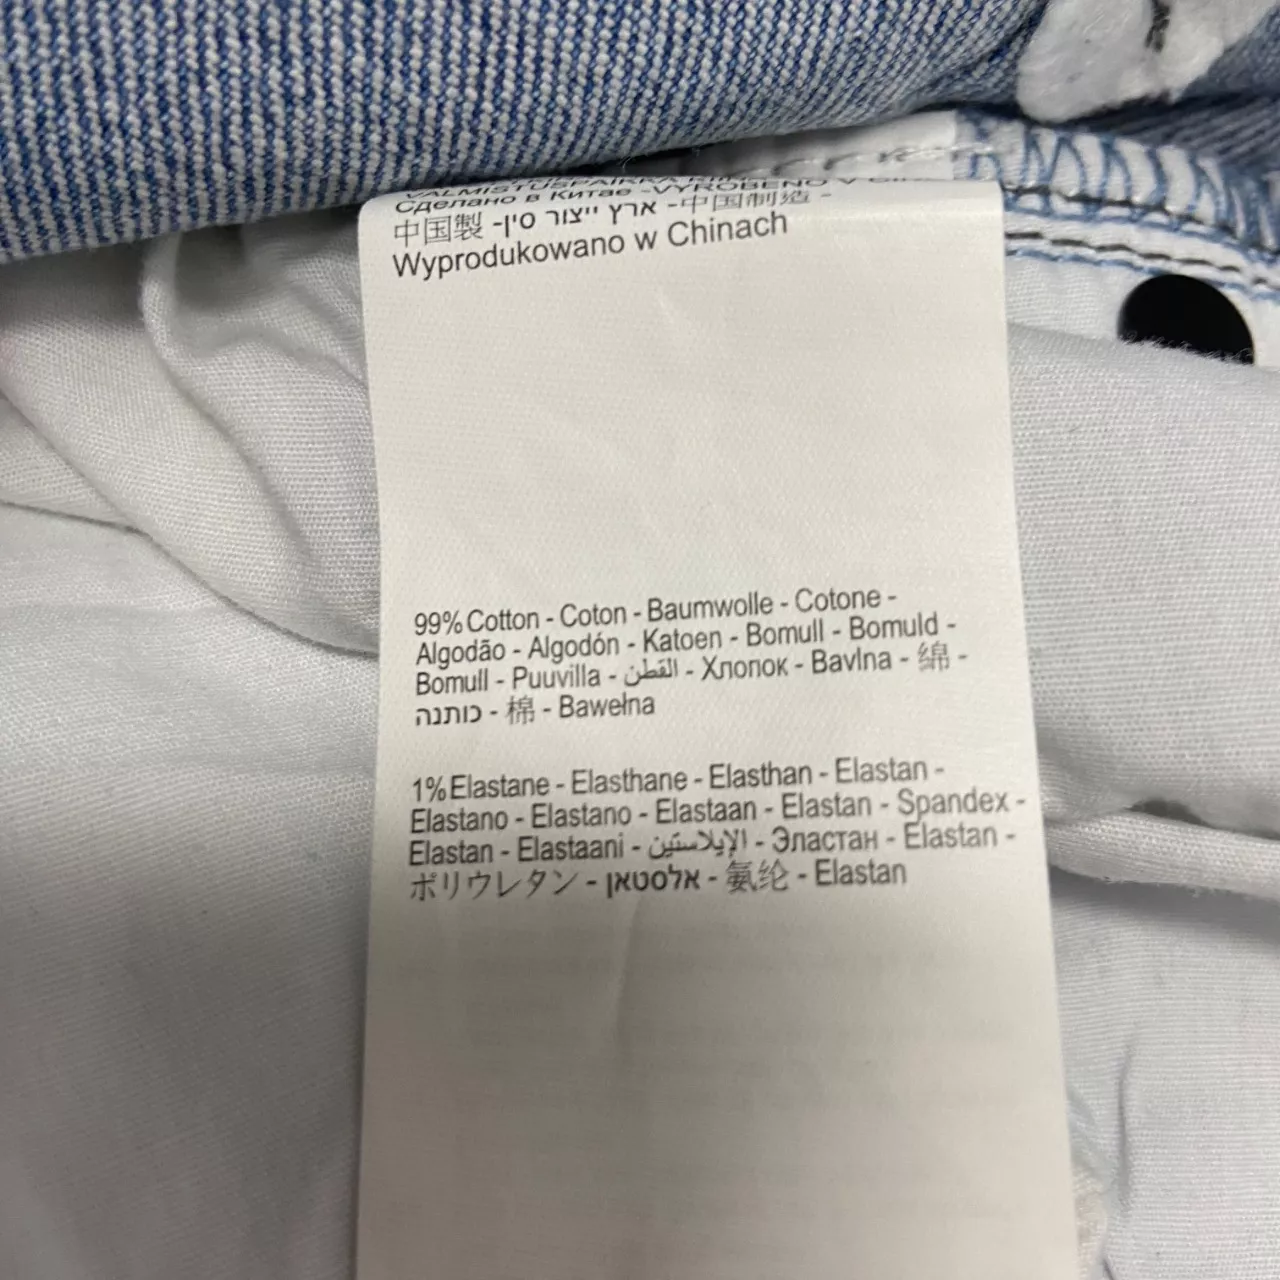 VALMISTUSPAIKKA
Сделано в Китае -VYROBENO V
中国製 -ארץ ייצור סין -中国制造 -
Wyprodukowano w Chinach
99% Cotton - Coton - Baumwolle - Cotone -
Algodão - Algodón - Katoen - Bomull - Bomuld -
Bomull - Puuvilla - القطن - Хлопок - Bavlna - 绵 -
כותנה - 棉 - Bawełna
1% Elastane - Elasthane - Elasthan - Elastan -
Elastano - Elastano - Elastaan - Elastan - Spandex -
Elastan - Elastaani - الإيلاستين - Эластан - Elastan -
ポリウレタン - אלסטאן - 氨纶 - Elastan